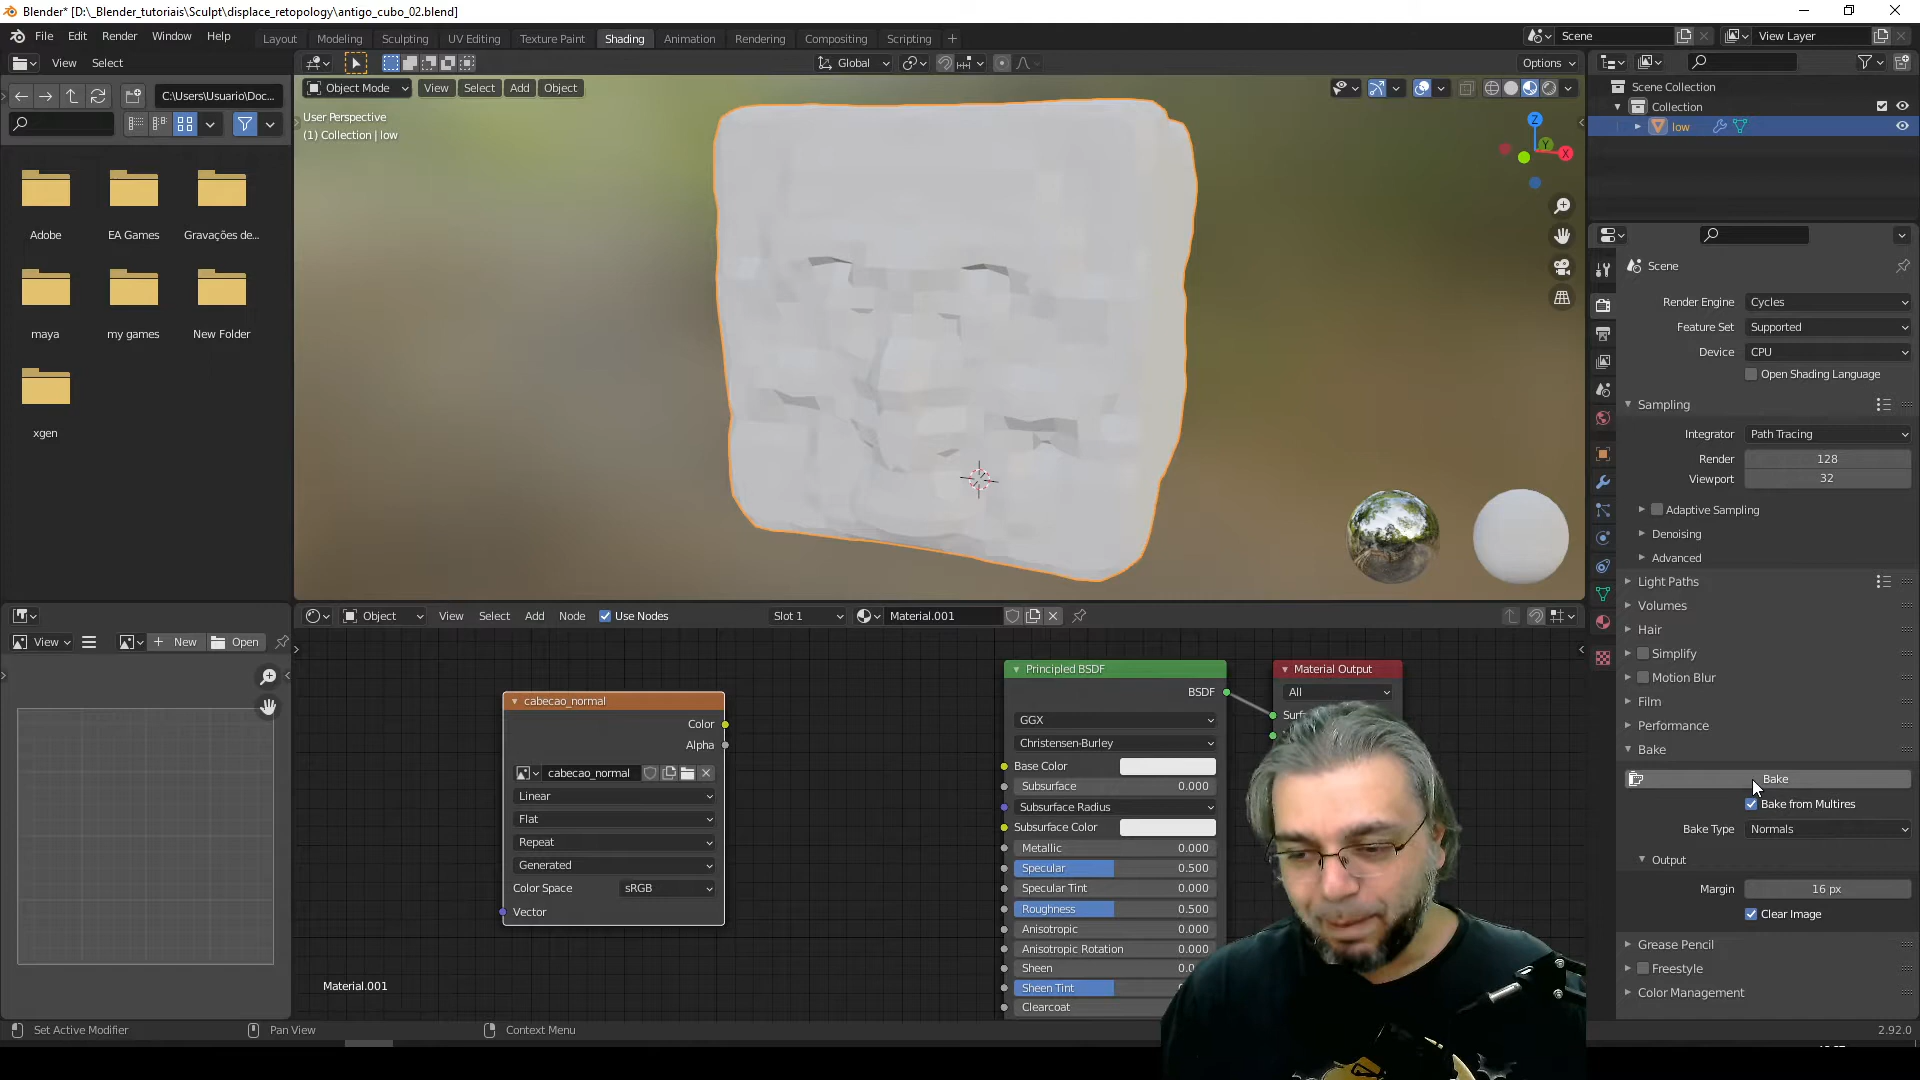 Blender* [D:\_Blender_tutoriais\Sculpt\displace_retopology\antigo_cubo_02.blend]
File Edit Render Window Help
Layout Modeling Sculpting UV Editing Texture Paint Shading Animation Rendering Compositing Scripting +
Scene View Layer
View Select
Global Options
C:\Users\Usuario\Doc...
Object Mode View Select Add Object
User Perspective
(1) Collection | low
Adobe EA Games Gravações de...
maya my games New Folder
xgen
Z Y X
Scene Collection
Collection
low
Scene
Render Engine Cycles
Feature Set Supported
Device CPU
Open Shading Language
Sampling
Integrator Path Tracing
Render 128
Viewport 32
Adaptive Sampling
Denoising
Advanced
Light Paths
Volumes
Hair
Simplify
Motion Blur
Film
Performance
Bake
Bake
Bake from Multires
Bake Type Normals
Output
Margin 16 px
Clear Image
Grease Pencil
Freestyle
Color Management
View New Open
Object View Select Add Node Use Nodes Slot 1 Material.001
cabecao_normal
Color
Alpha
cabecao_normal
Linear
Flat
Repeat
Generated
Color Space sRGB
Vector
Principled BSDF
BSDF
GGX
Christensen-Burley
Base Color
Subsurface 0.000
Subsurface Radius
Subsurface Color
Metallic 0.000
Specular 0.500
Specular Tint 0.000
Roughness 0.500
Anisotropic 0.000
Anisotropic Rotation 0.000
Sheen
Sheen Tint
Clearcoat
Material Output
All
Material.001
Set Active Modifier Pan View Context Menu 2.92.0